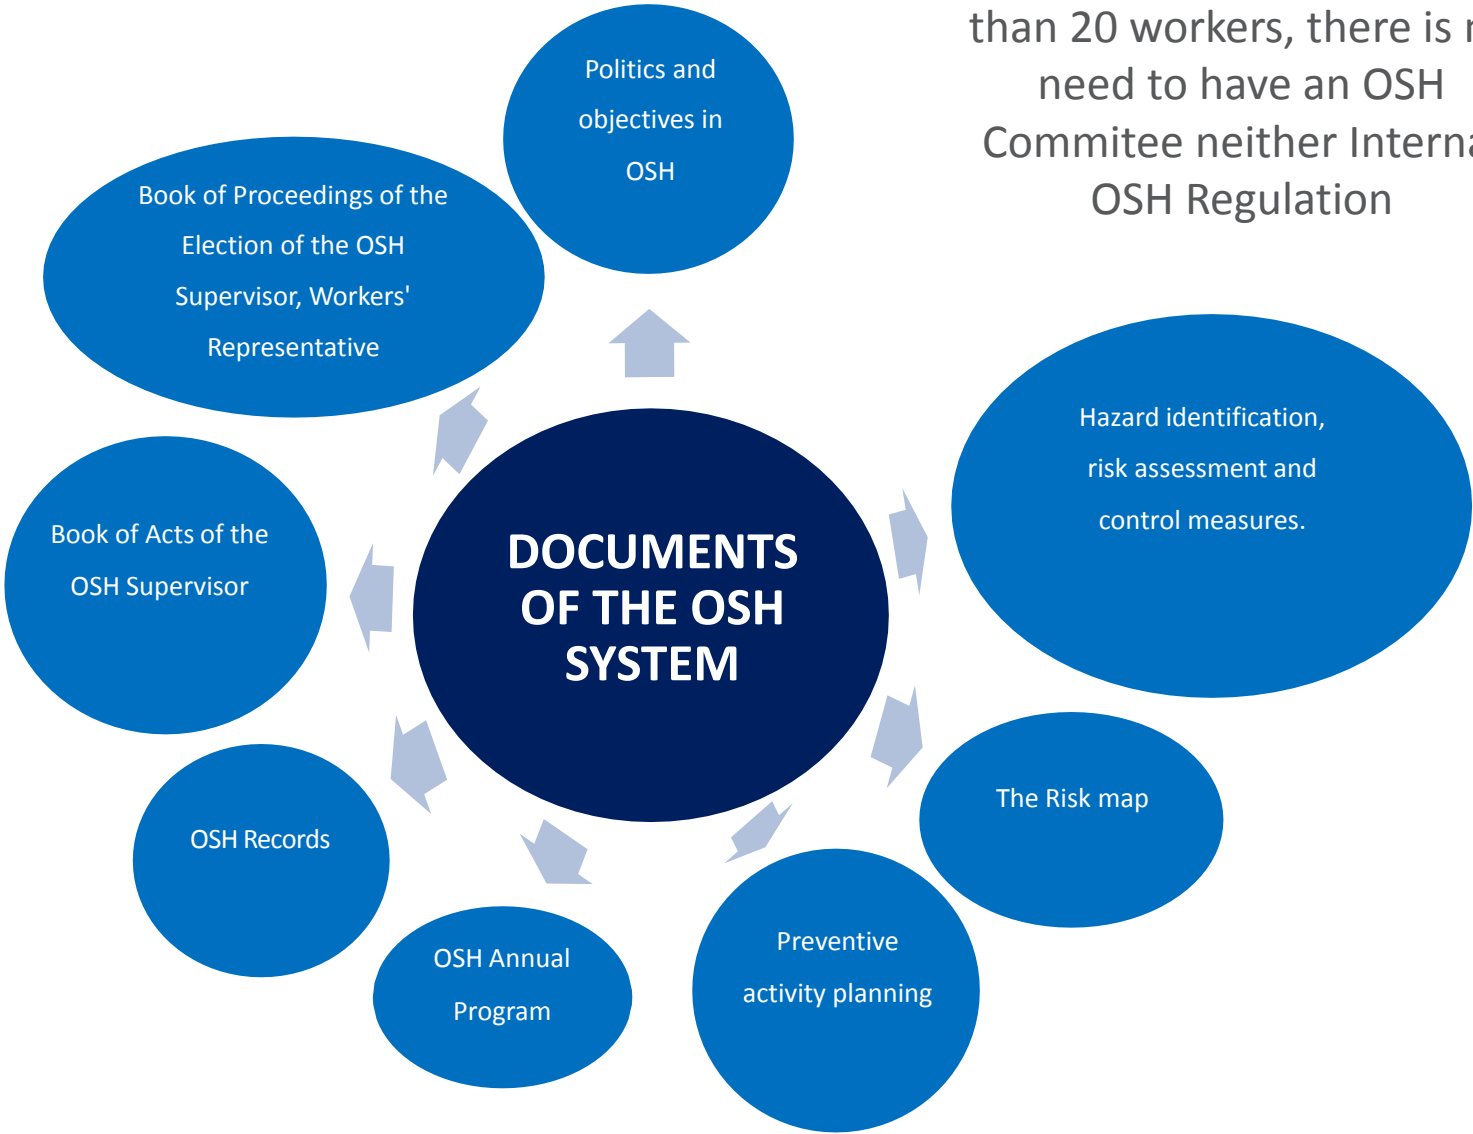 than 20 workers, there is
need to have an OSH
Commitee neither Interna
OSH Regulation
Politics and
objectives in
OSH
Book of Proceedings of the
Election of the OSH
Supervisor, Workers'
Representative
Hazard identification,
risk assessment and
control measures.
Book of Acts of the
OSH Supervisor
DOCUMENTS
OF THE OSH
SYSTEM
The Risk map
OSH Records
Preventive
activity planning
OSH Annual
Program